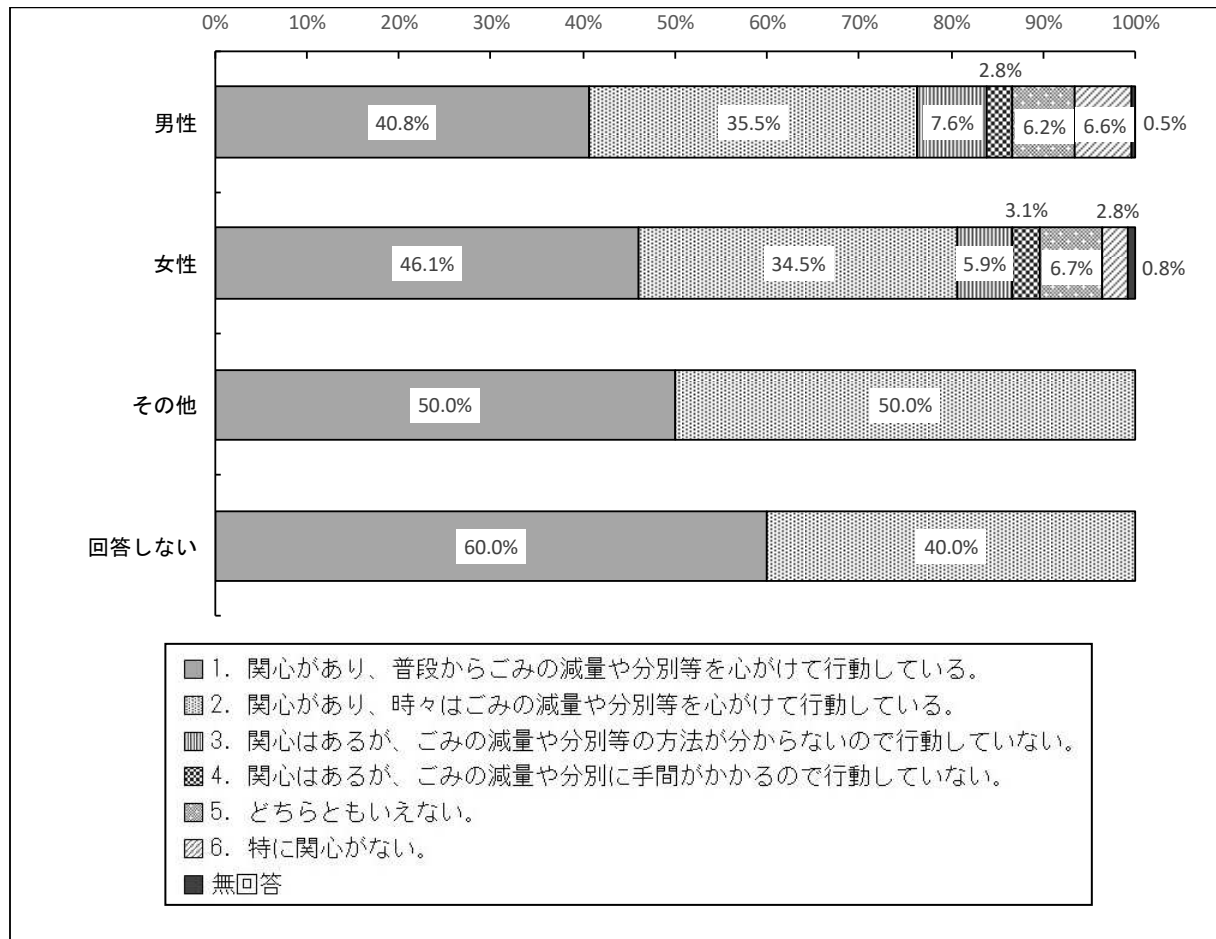 0% 10% 20% 30% 40% 50% 60% 70% 80% 90% 100%
2.8%
男性 40.8% 35.5% 7.6% 6.2% 6.6% 0.5%
3.1% 2.8%
女性 46.1% 34.5% 5.9% 6.7% 0.8%
その他 50.0% 50.0%
回答しない 60.0% 40.0%
1. 関心があり、普段からごみの減量や分別等を心がけて行動している。
2. 関心があり、時々はごみの減量や分別等を心がけて行動している。
3. 関心はあるが、ごみの減量や分別等の方法が分からないので行動していない。
4. 関心はあるが、ごみの減量や分別に手間がかかるので行動していない。
5. どちらともいえない。
6. 特に関心がない。
無回答